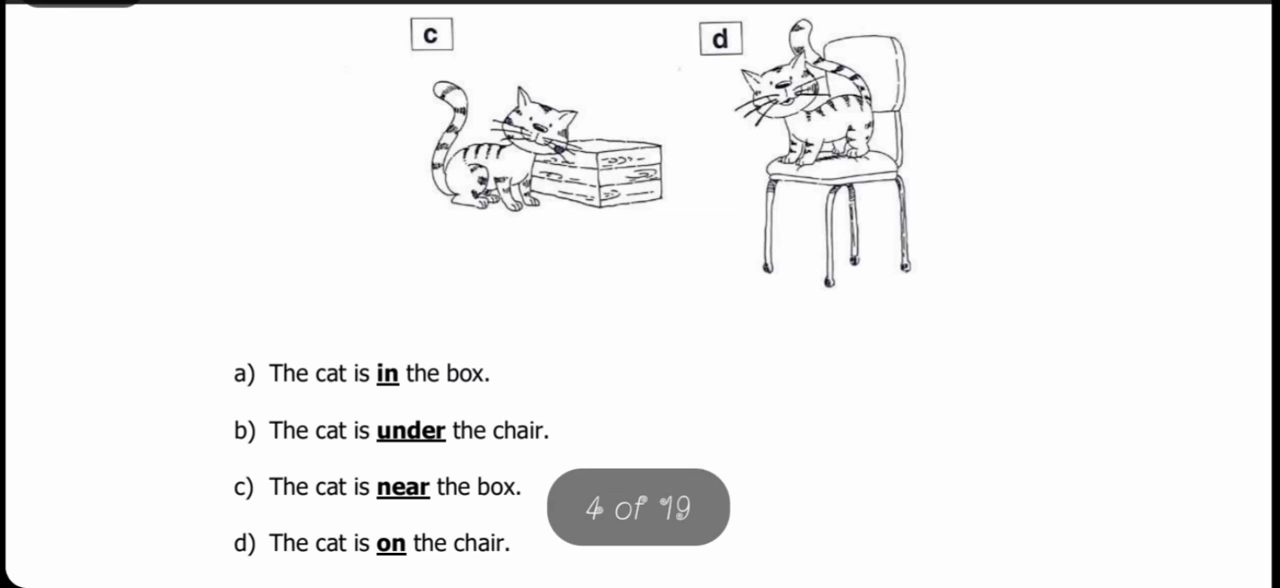 c
d
a) The cat is in the box.
b) The cat is under the chair.
c) The cat is near the box.
4 of 19
d) The cat is on the chair.